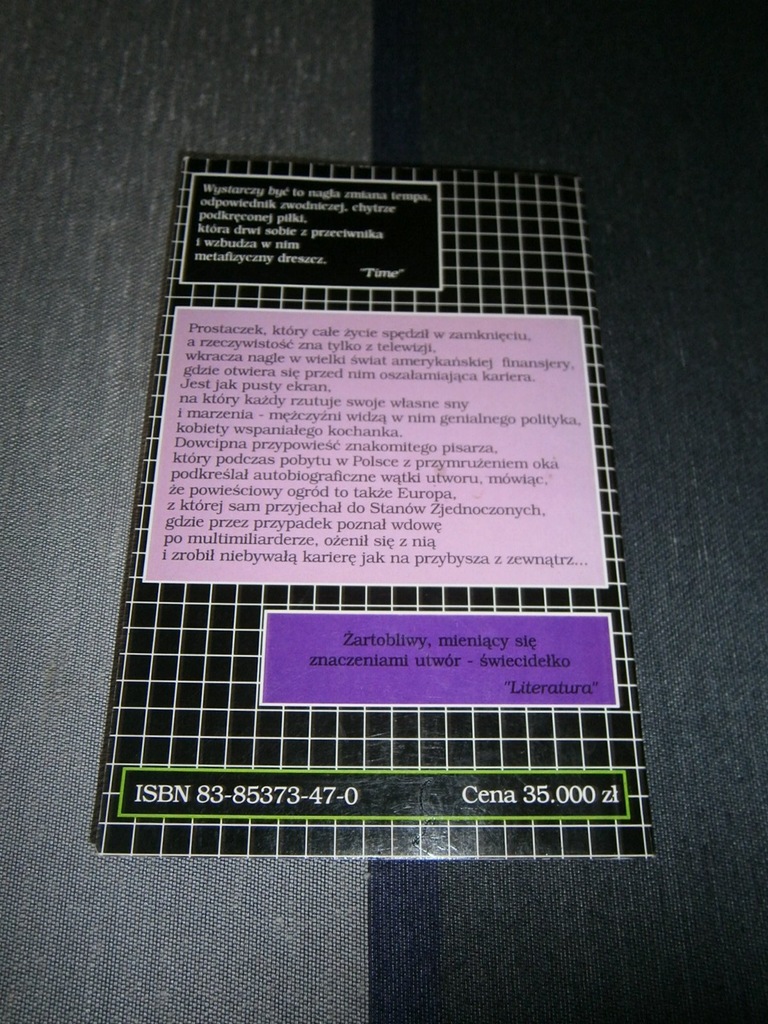 Wystarczy być to nagła zmiana tempa,
odpowiednik zwodniczej, chytrze
podkręconej piłki,
która drwi sobie z przeciwnika
i wzbudza w nim
metafizyczny dreszcz.
"Time"
Prostaczek, który całe życie spędził w zamknięciu,
a rzeczywistość zna tylko z telewizji,
wkracza nagle w wielki świat amerykańskiej finansjery,
gdzie otwiera się przed nim oszałamiająca kariera.
Jest jak pusty ekran,
na który każdy rzutuje swoje własne sny
i marzenia - mężczyźni widzą w nim genialnego polityka,
kobiety wspaniałego kochanka.
Dowcipna przypowieść znakomitego pisarza,
który podczas pobytu w Polsce z przymrużeniem oka
podkreślał autobiograficzne wątki utworu, mówiąc,
że powieściowy ogród to także Europa,
z której sam przyjechał do Stanów Zjednoczonych,
gdzie przez przypadek poznał wdowę
po multimiliarderze, ożenił się z nią
i zrobił niebywałą karierę jak na przybysza z zewnątrz...
Żartobliwy, mieniący się
znaczeniami utwór - świecidełko
"Literatura"
ISBN 83-85373-47-0 Cena 35.000 zł